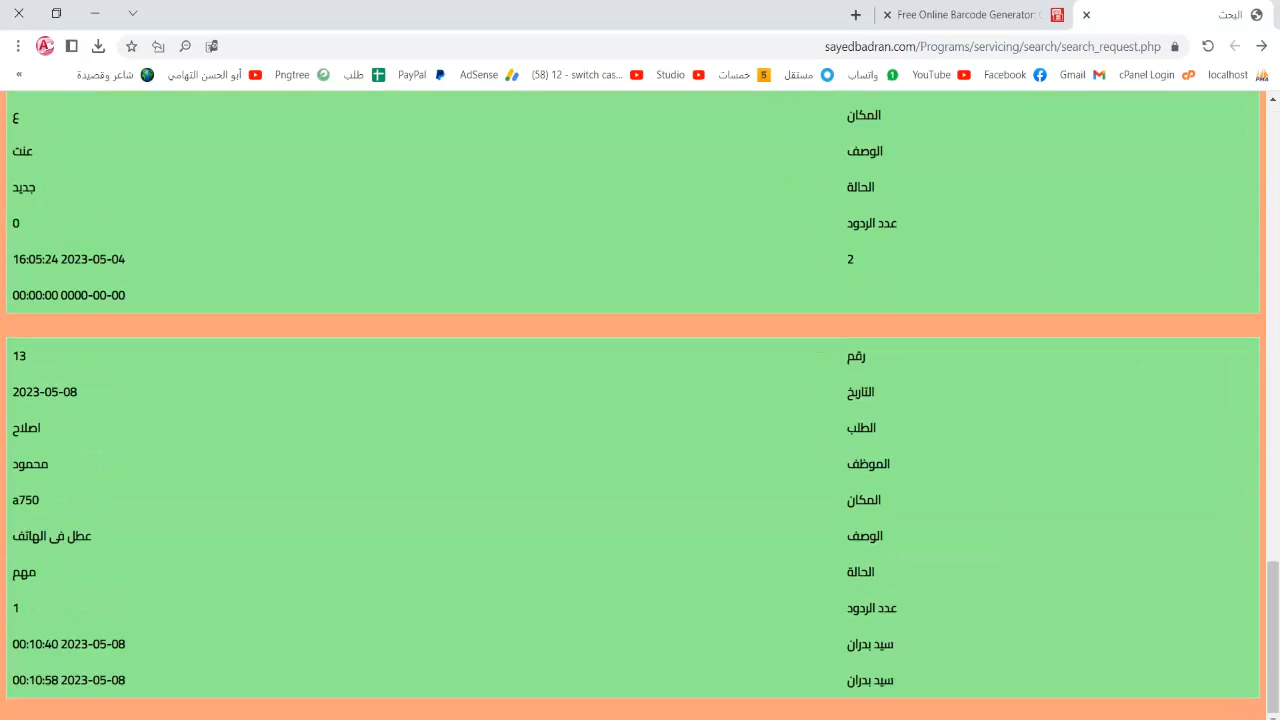 البحث
Free Online Barcode Generator:
sayedbadran.com/Programs/servicing/search/search_request.php
localhost
cPanel Login
Gmail
Facebook
YouTube
واتساب
مستقل
خمسات
Studio
(58) 12 - switch cas...
AdSense
PayPal
طلب
Pngtree
أبو الحسن التهامي
شاعر وقصيدة
»
المكان ع
الوصف عنت
الحالة جديد
عدد الردود 0
2 2023-05-04 16:05:24
0000-00-00 00:00:00
رقم 13
التاريخ 2023-05-08
الطلب اصلاح
الموظف محمود
المكان a750
الوصف عطل فى الهاتف
الحالة مهم
عدد الردود 1
سيد بدران 2023-05-08 00:10:40
سيد بدران 2023-05-08 00:10:58